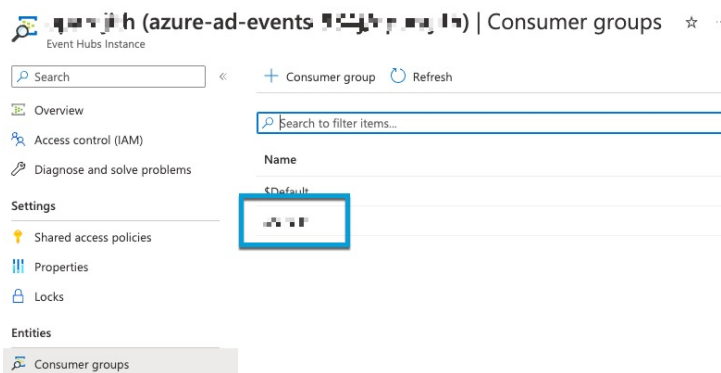 h (azure-ad-events ) | Consumer groups
Event Hubs Instance
Search
Consumer group
Refresh
Overview
Search to filter items...
Access control (IAM)
Name
Diagnose and solve problems
$Default
Settings
Shared access policies
Properties
Locks
Entities
Consumer groups